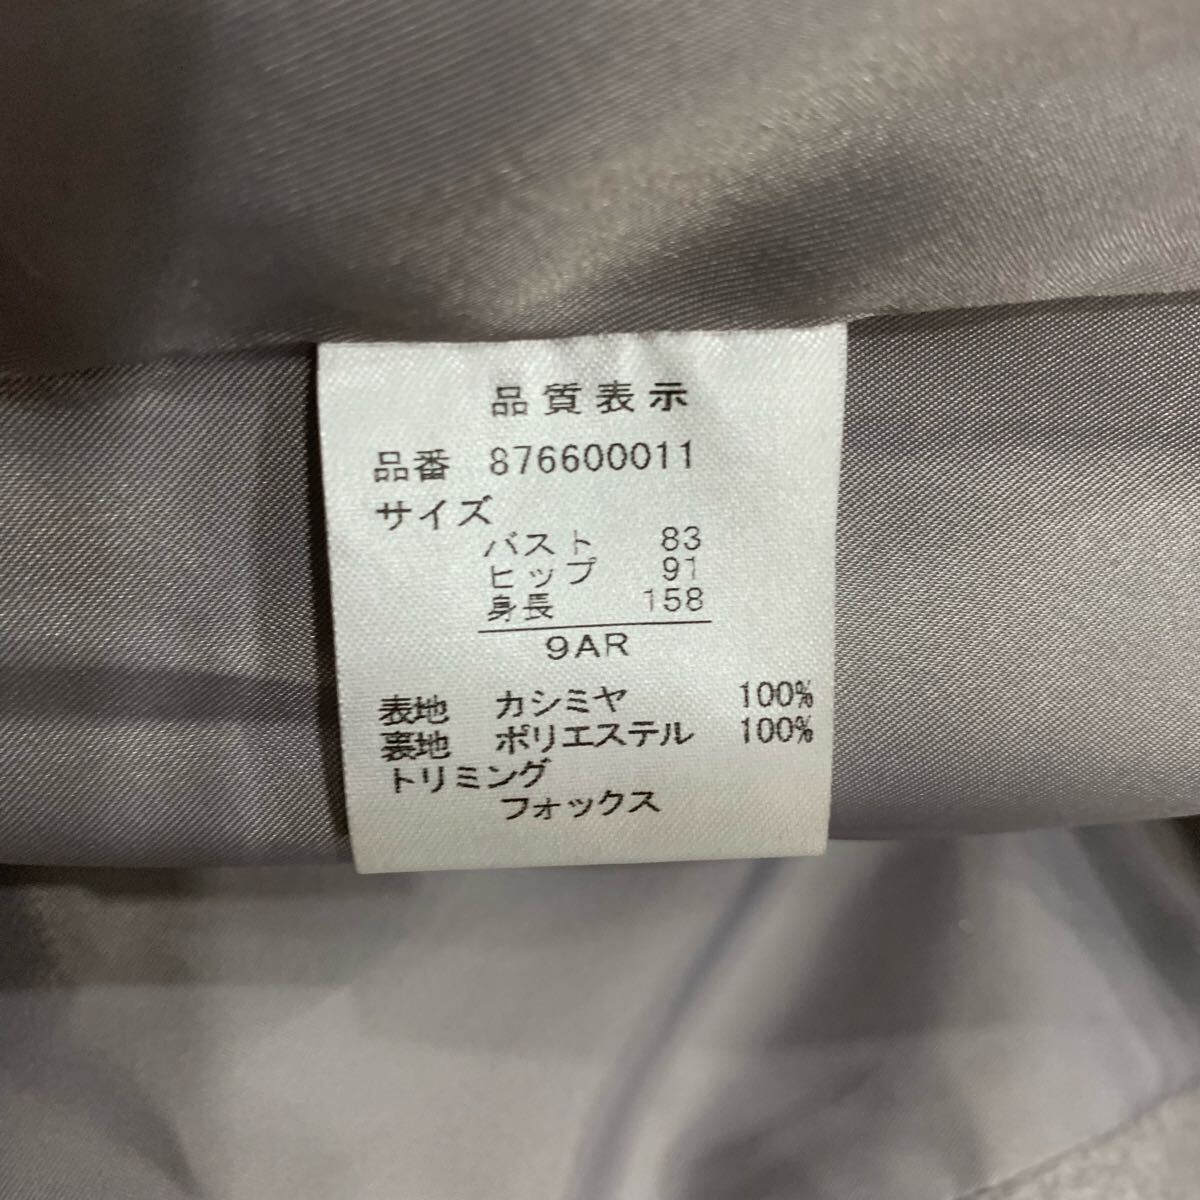 品質表示
品番 876600011
サイズ
バスト 83
ヒップ 91
身長 158
9AR
表地 カシミヤ 100%
裏地 ポリエステル 100%
トリミング
フォックス